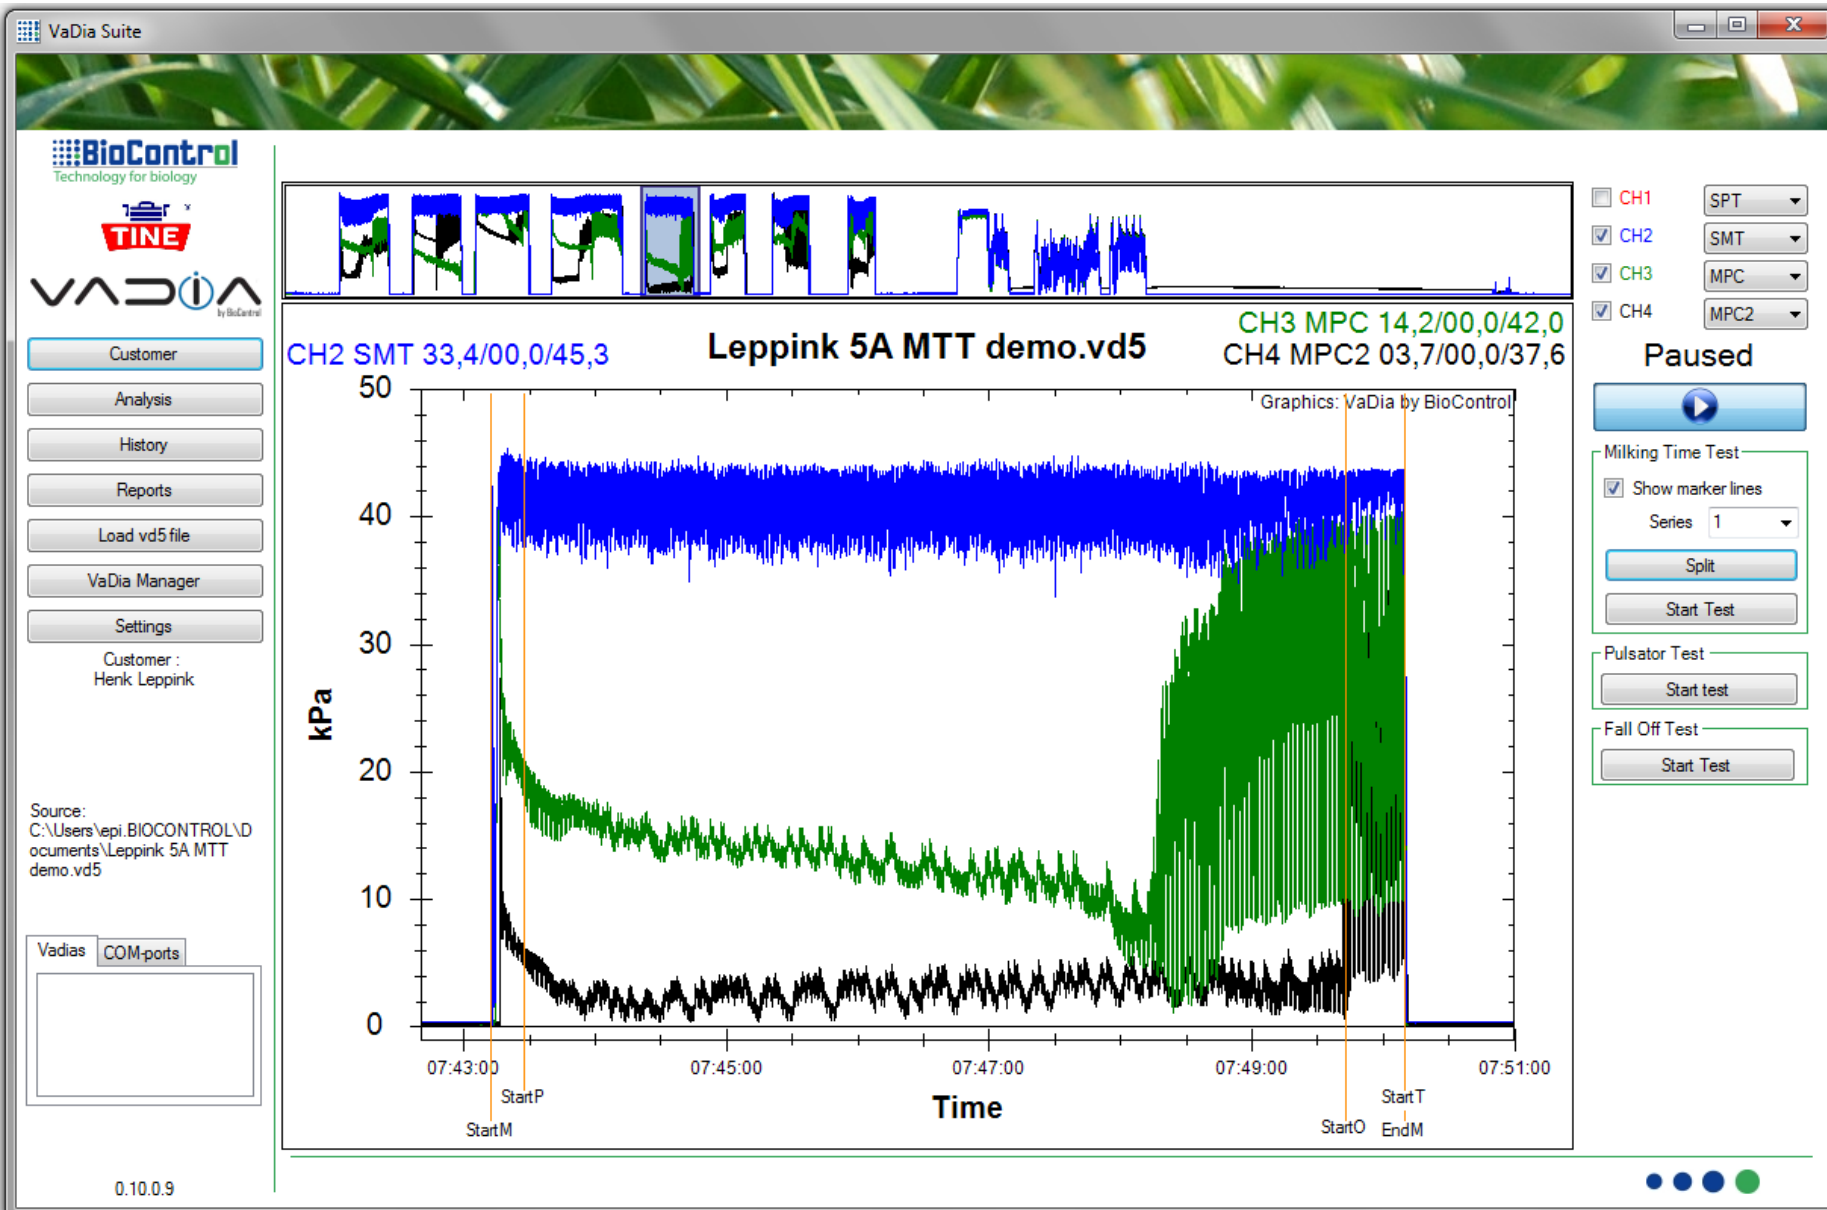 VaDia Suite
BioControl
Technology for biology
TINE
VADIA
by BioControl
Customer
Analysis
History
Reports
Load vd5 file
VaDia Manager
Settings
Customer :
Henk Leppink
Source:
C:\Users\epi.BIOCONTROL\D
ocuments\Leppink 5A MTT
demo.vd5
Vadias
COM-ports
0.10.0.9
CH2 SMT 33,4/00,0/45,3
Leppink 5A MTT demo.vd5
CH3 MPC 14,2/00,0/42,0
CH4 MPC2 03,7/00,0/37,6
Graphics: VaDia by BioControl
50
40
30
20
10
0
kPa
07:43:00
07:45:00
07:47:00
07:49:00
07:51:00
StartP
StartM
Time
StartT
StartO
EndM
CH1 SPT
CH2 SMT
CH3 MPC
CH4 MPC2
Paused
Milking Time Test
Show marker lines
Series 1
Split
Start Test
Pulsator Test
Start test
Fall Off Test
Start Test